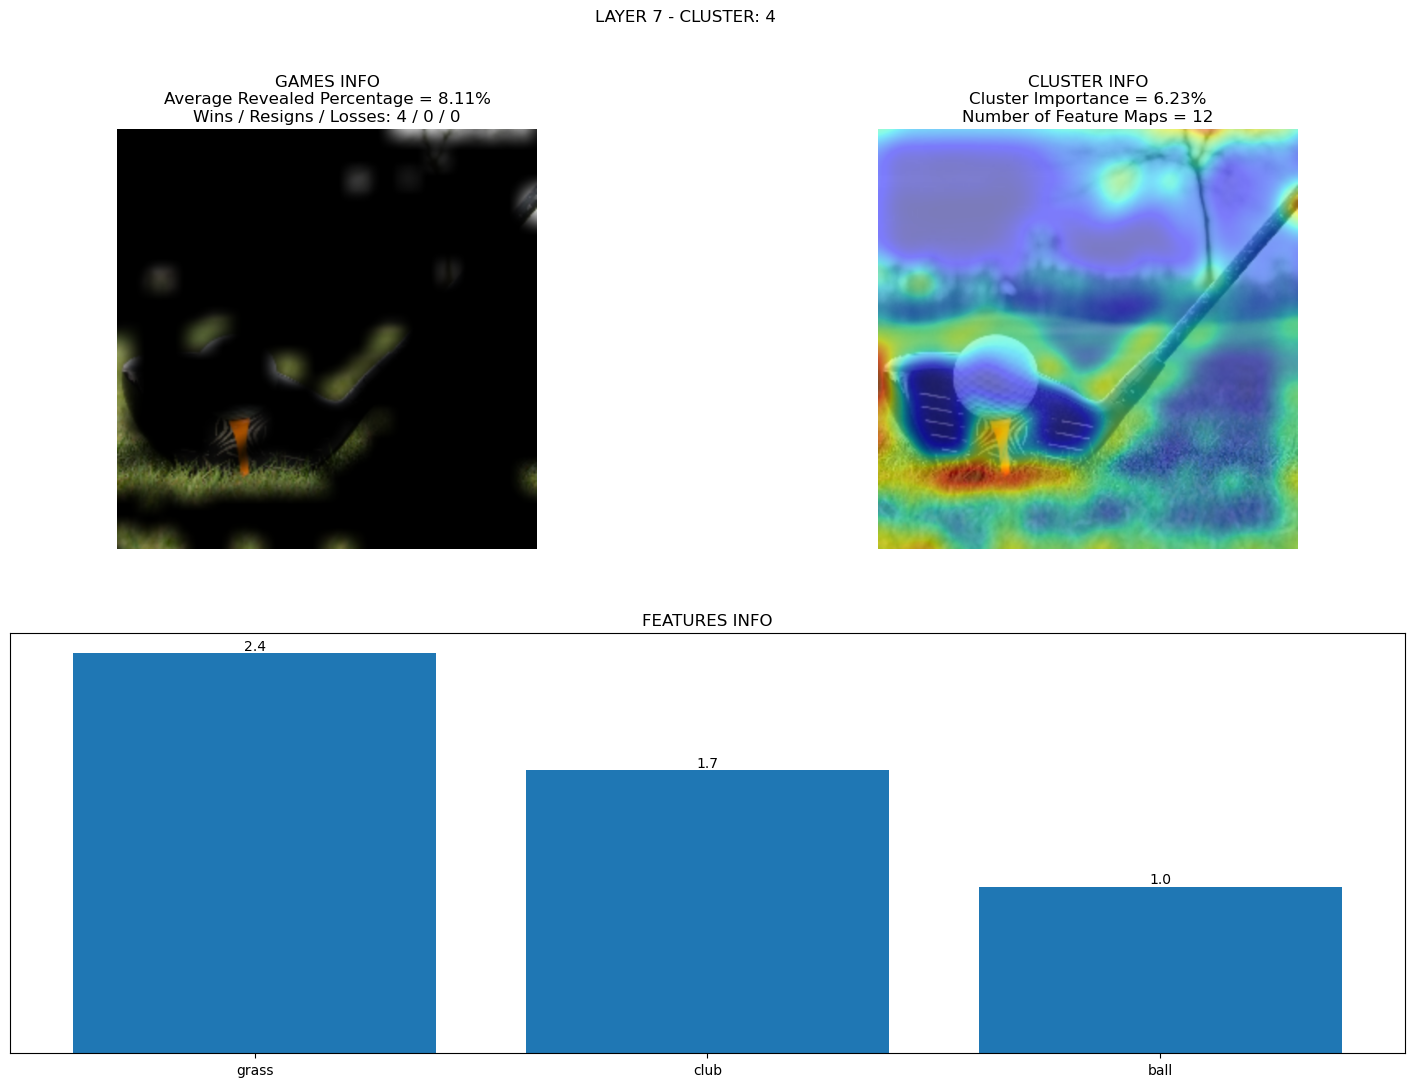 LAYER 7 - CLUSTER: 4
GAMES INFO
Average Revealed Percentage = 8.11%
Wins / Resigns / Losses: 4 / 0 / 0
CLUSTER INFO
Cluster Importance = 6.23%
Number of Feature Maps = 12
FEATURES INFO
2.4
1.7
1.0
grass
club
ball